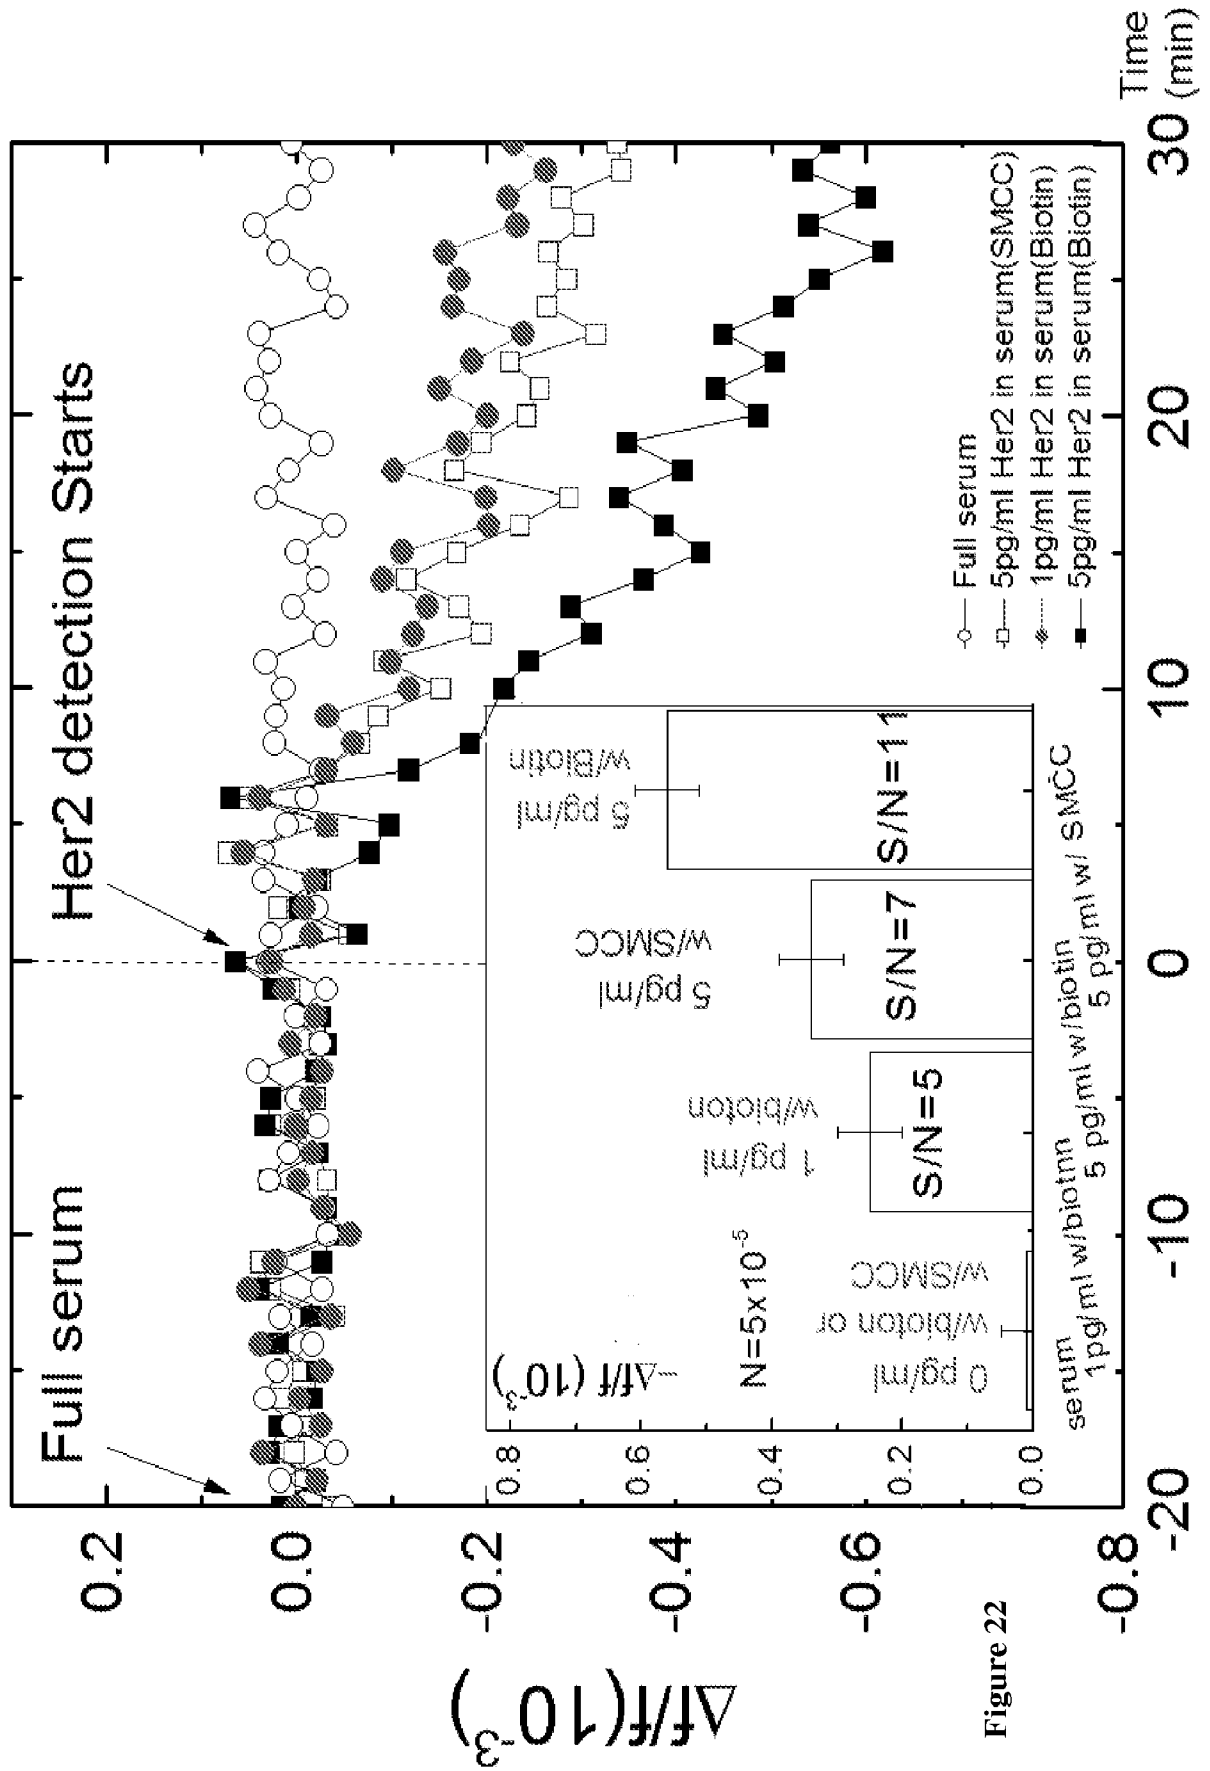 Full serum
Her2 detection Starts
Δf/f(10⁻³)
0.2
0.0
-0.2
-0.4
-0.6
-0.8
-20
-10
0
10
20
30
Time
(min)
Full serum
5pg/ml Her2 in serum(SMCC)
1pg/ml Her2 in serum(Biotin)
5pg/ml Her2 in serum(Biotin)
−Δf/f (10⁻³)
0.8
0.6
0.4
0.2
0.0
N=5x10⁻⁵
0 pg/ml
w/bioton or
w/SMCC
1 pg/ml
w/bioton
S/N=5
5 pg/ml
w/SMCC
S/N=7
5 pg/ml
w/Biotin
S/N=11
serum
1pg/ml w/biotnn
5 pg/ml w/biotin
5 pg/ml w/ SMCC
Figure 22